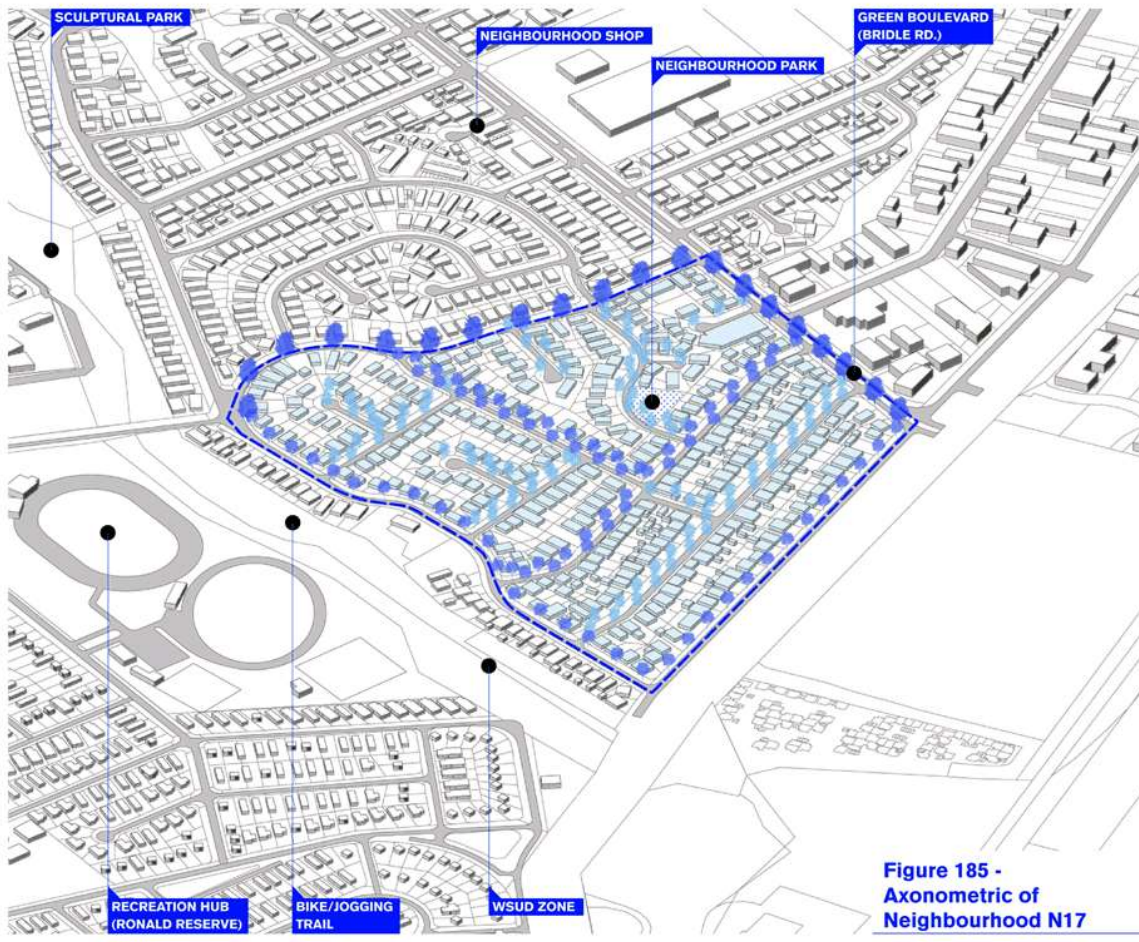 SCULPTURAL PARK
NEIGHBOURHOOD SHOP
NEIGHBOURHOOD PARK
GREEN BOULEVARD
(BRIDLE RD.)
RECREATION HUB
(RONALD RESERVE)
BIKE/JOGGING
TRAIL
WSUD ZONE
Figure 185 -
Axonometric of
Neighbourhood N17